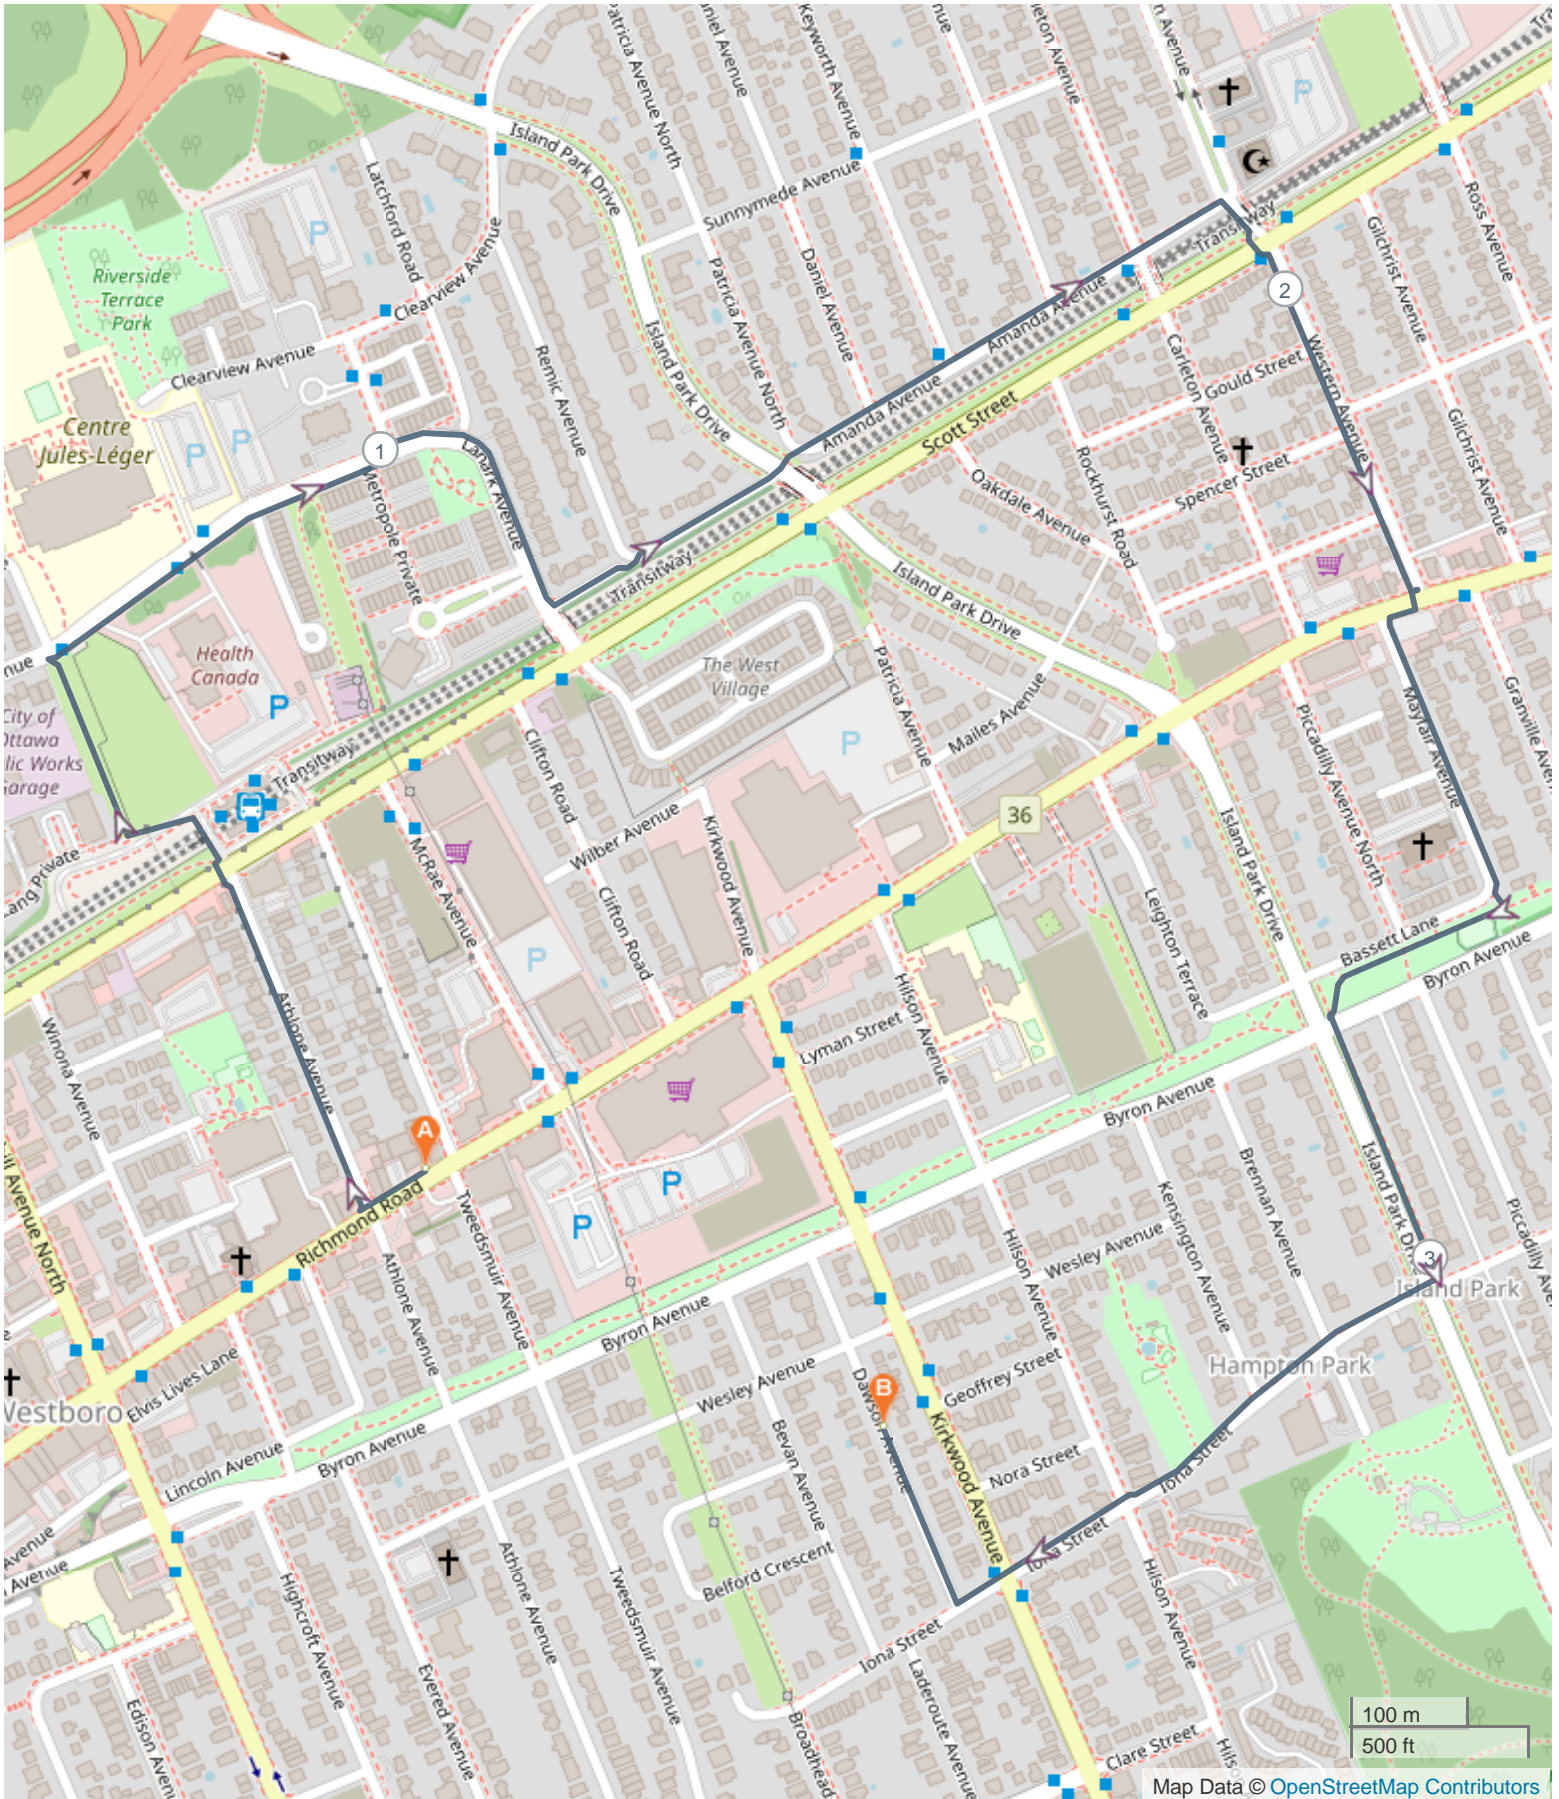 Patricia Avenue North
Keyworth Avenue
Island Park Drive
Latchford Road
Sunnymede Avenue
P
P
Ross Avenue
Gilchrist Avenue
Transitway
Clearview Avenue
Riverside
Terrace
Park
Daniel Avenue
Patricia Avenue North
Amanda Avenue
2
Island Park Drive
Remic Avenue
Clearview Avenue
Western Avenue
Carleton Avenue
Gould Street
Amanda Avenue
Scott Street
Gilchrist Avenue
Centre
Jules-Léger
P
P
1
Lanark Avenue
Metropole Private
Rockhurst Road
Spencer Street
Oakdale Avenue
Transitway
Island Park Drive
Health
Canada
The West
Village
P
Patricia Avenue
Mailes Avenue
Piccadilly Avenue North
Mayfair Avenue
City of
Transitway
Clifton Road
P
36
Island Park Drive
McRae Avenue
Wilber Avenue
Kirkwood Avenue
Clifton Road
P
Leighton Terrace
Bassett Lane
Byron Avenue
Hilson Avenue
Lyman Street
Athlone Avenue
Winona Avenue
Byron Avenue
A
P
P
Richmond Road
Tweedsmuir Avenue
Athlone Avenue
Island Park Drive
Brennan Avenue
Kensington Avenue
Hilson Avenue
Wesley Avenue
3
Island Park
Byron Avenue
Hampton Park
Elvis Lives Lane
Westboro
Wesley Avenue
Geoffrey Street
B
Dawson Avenue
Kirkwood Avenue
Bevan Avenue
Lincoln Avenue
Byron Avenue
Nora Street
Iona Street
Iona Street
Belford Crescent
Athlone Avenue
Tweedsmuir Avenue
Highcroft Avenue
Hilson Avenue
Iona Street
Evered Avenue
Laderoute Avenue
Broadhead
Clare Street
100 m
500 ft
Map Data © OpenStreetMap Contributors